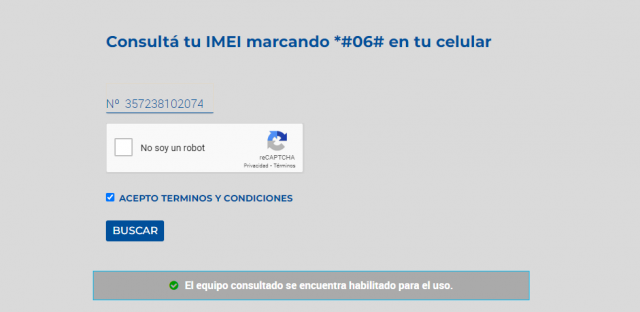 Consultá tu IMEI marcando *#06# en tu celular
Nº 357238102074
No soy un robot
reCAPTCHA
Privacidad - Términos
ACEPTO TERMINOS Y CONDICIONES
BUSCAR
El equipo consultado se encuentra habilitado para el uso.